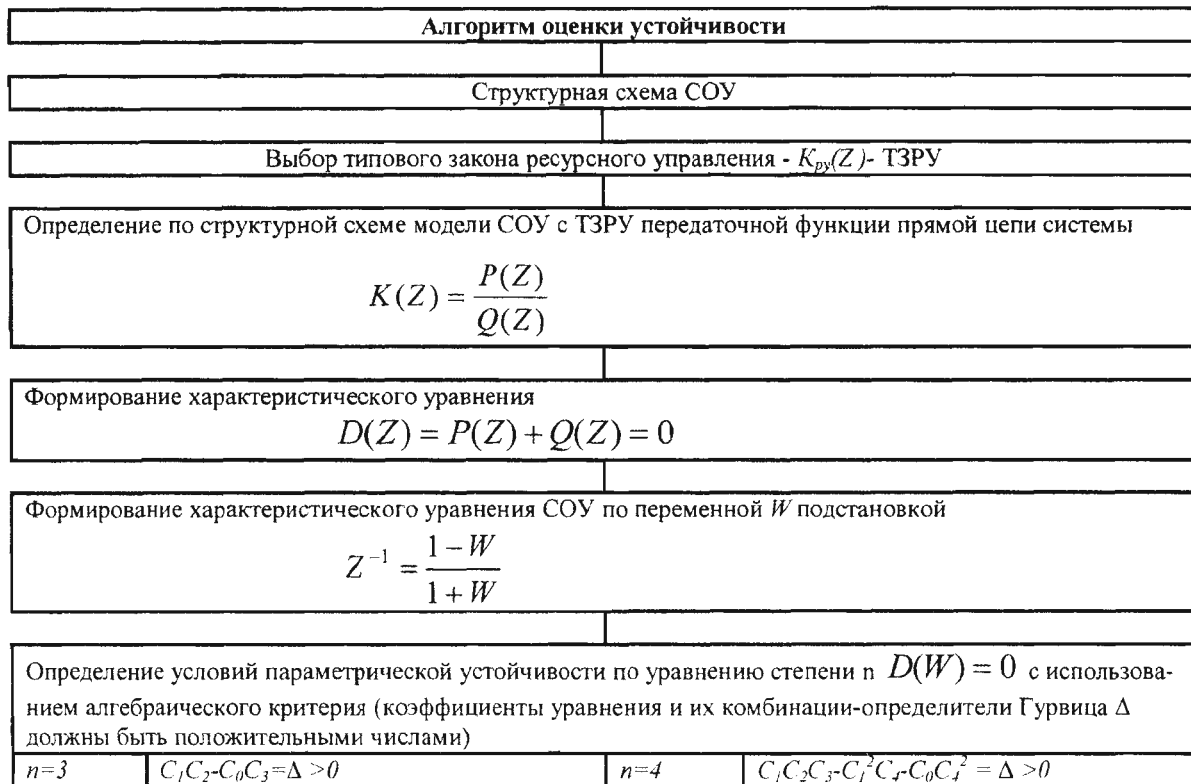 Алгоритм оценки устойчивости
Структурная схема СОУ
Выбор типового закона ресурсного управления - K_ру(Z)- ТЗРУ
Определение по структурной схеме модели СОУ с ТЗРУ передаточной функции прямой цепи системы
K(Z) = P(Z) / Q(Z)
Формирование характеристического уравнения
D(Z) = P(Z) + Q(Z) = 0
Формирование характеристического уравнения СОУ по переменной W подстановкой
Z^-1 = 1 − W / 1 + W
Определение условий параметрической устойчивости по уравнению степени n D(W) = 0 с использова-
нием алгебраического критерия (коэффициенты уравнения и их комбинации-определители Гурвица Δ
должны быть положительными числами)
n=3 C₁C₂-C₀C₃=Δ >0 n=4 C₁C₂C₃-C₁²C₄-C₀C₄² = Δ >0